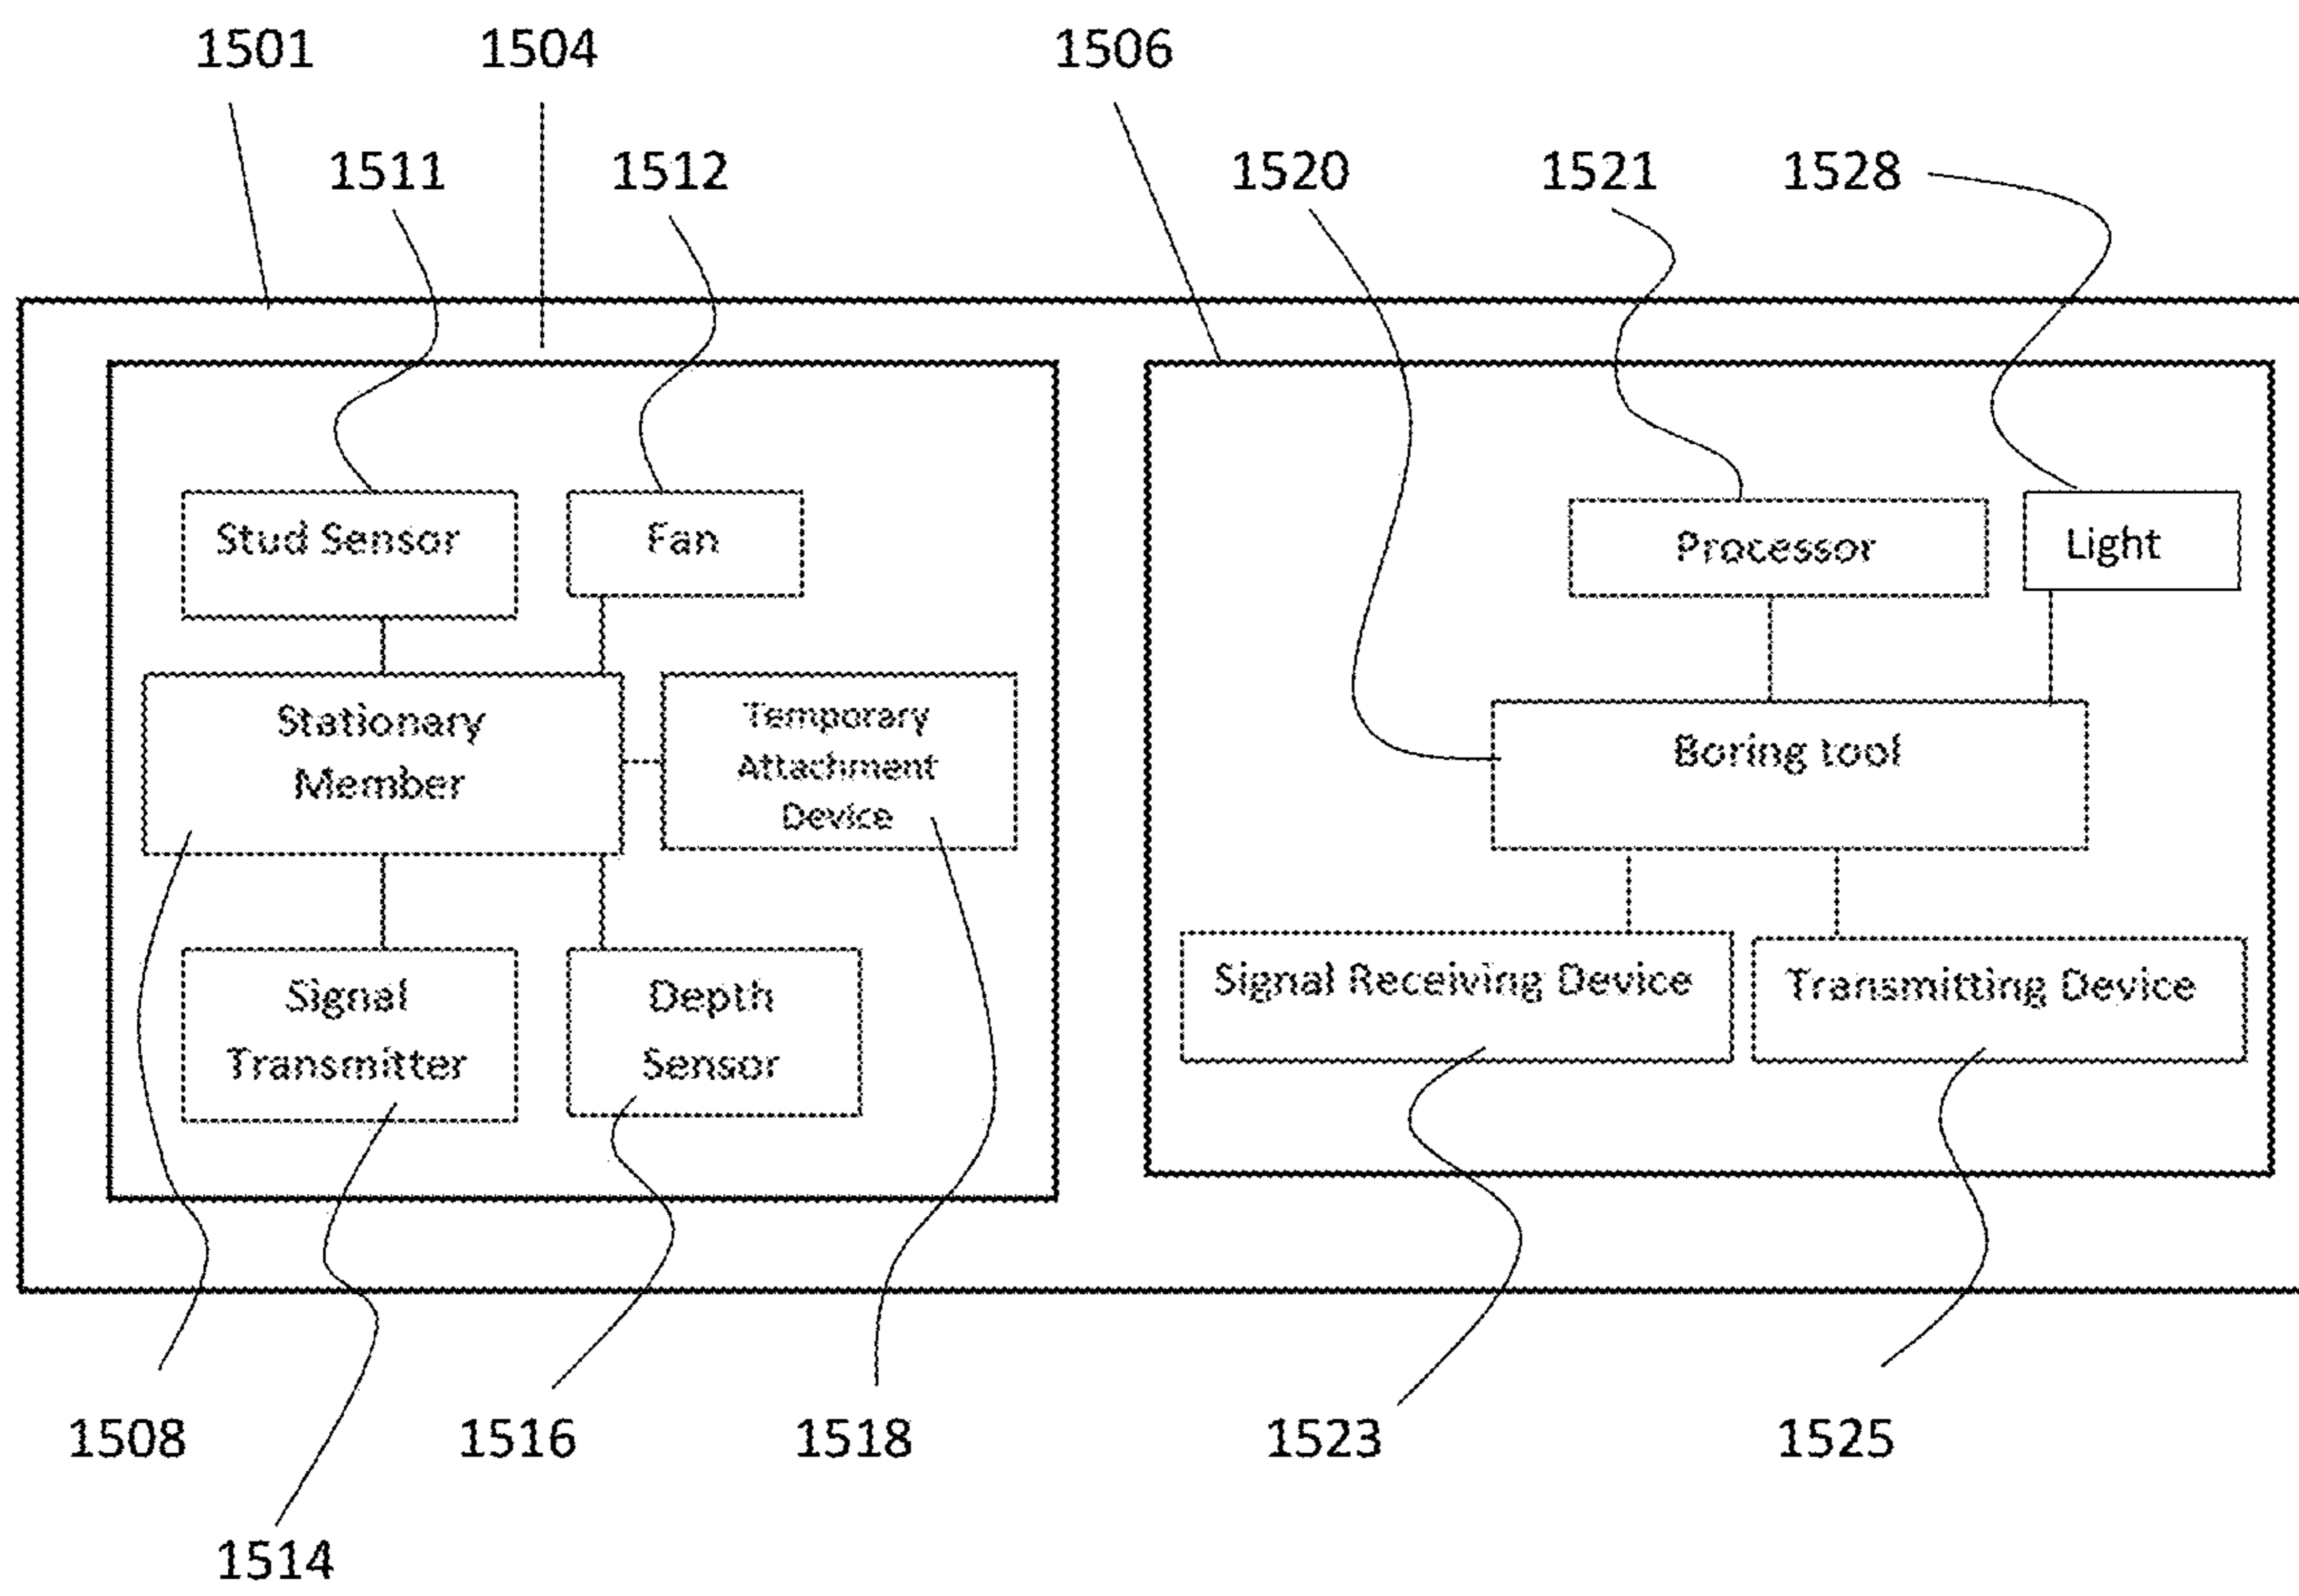 1501 1504 1506
1511 1512 1520 1521 1528
Stud Sensor
Fan
Processor
Light
Stationary
Member
Temporary
Attachment
Device
Boring tool
Signal
Transmitter
Depth
Sensor
Signal Receiving Device
Transmitting Device
1508 1516 1518 1523 1525
1514